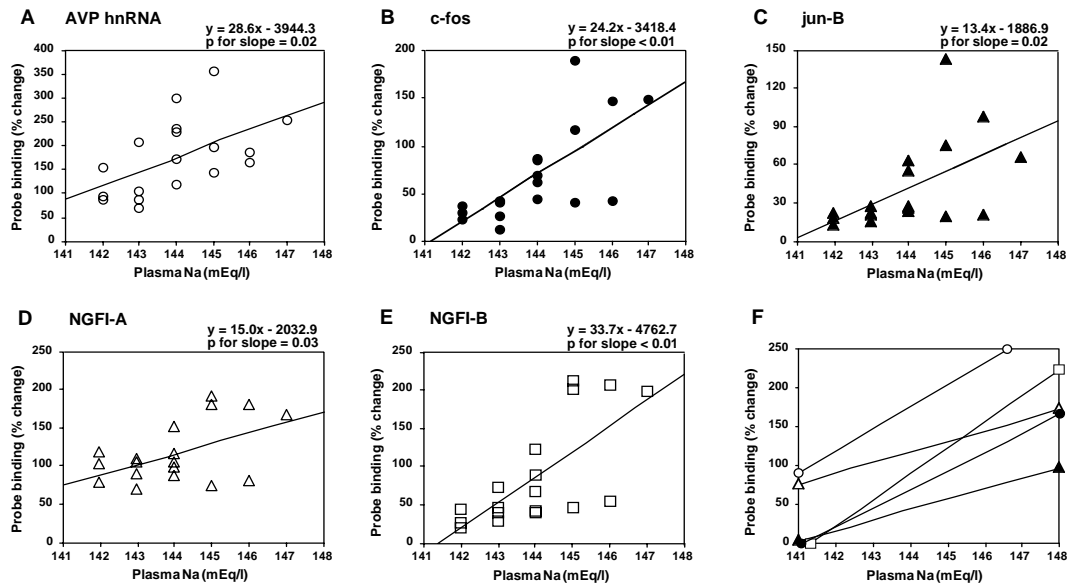 A AVP hnRNA
y = 28.6x - 3944.3
p for slope = 0.02
Probe binding (% change)
400
350
300
250
200
150
100
50
0
141 142 143 144 145 146 147 148
Plasma Na (mEq/l)
B c-fos
y = 24.2x - 3418.4
p for slope < 0.01
Probe binding (% change)
200
150
100
50
0
141 142 143 144 145 146 147 148
Plasma Na (mEq/l)
C jun-B
y = 13.4x - 1886.9
p for slope = 0.02
Probe binding (% change)
150
120
90
60
30
0
141 142 143 144 145 146 147 148
Plasma Na (mEq/l)
D NGFI-A
y = 15.0x - 2032.9
p for slope = 0.03
Probe binding (% change)
250
200
150
100
50
0
141 142 143 144 145 146 147 148
Plasma Na (mEq/l)
E NGFI-B
y = 33.7x - 4762.7
p for slope < 0.01
Probe binding (% change)
250
200
150
100
50
0
141 142 143 144 145 146 147 148
Plasma Na (mEq/l)
F
Probe binding (% change)
250
200
150
100
50
0
141 142 143 144 145 146 147 148
Plasma Na (mEq/l)